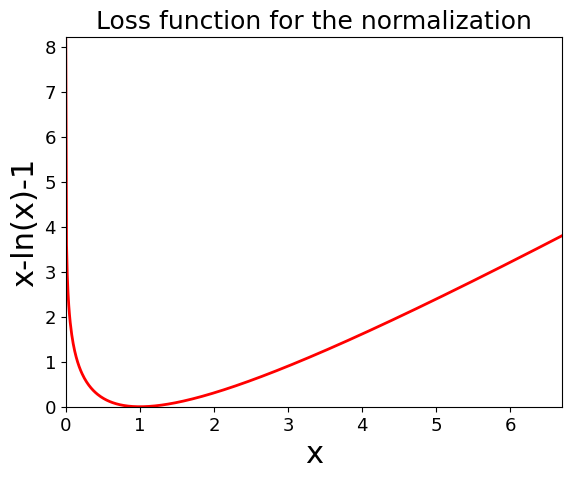 Loss function for the normalization
x-ln(x)-1
8
7
6
5
4
3
2
1
0
0 1 2 3 4 5 6
x